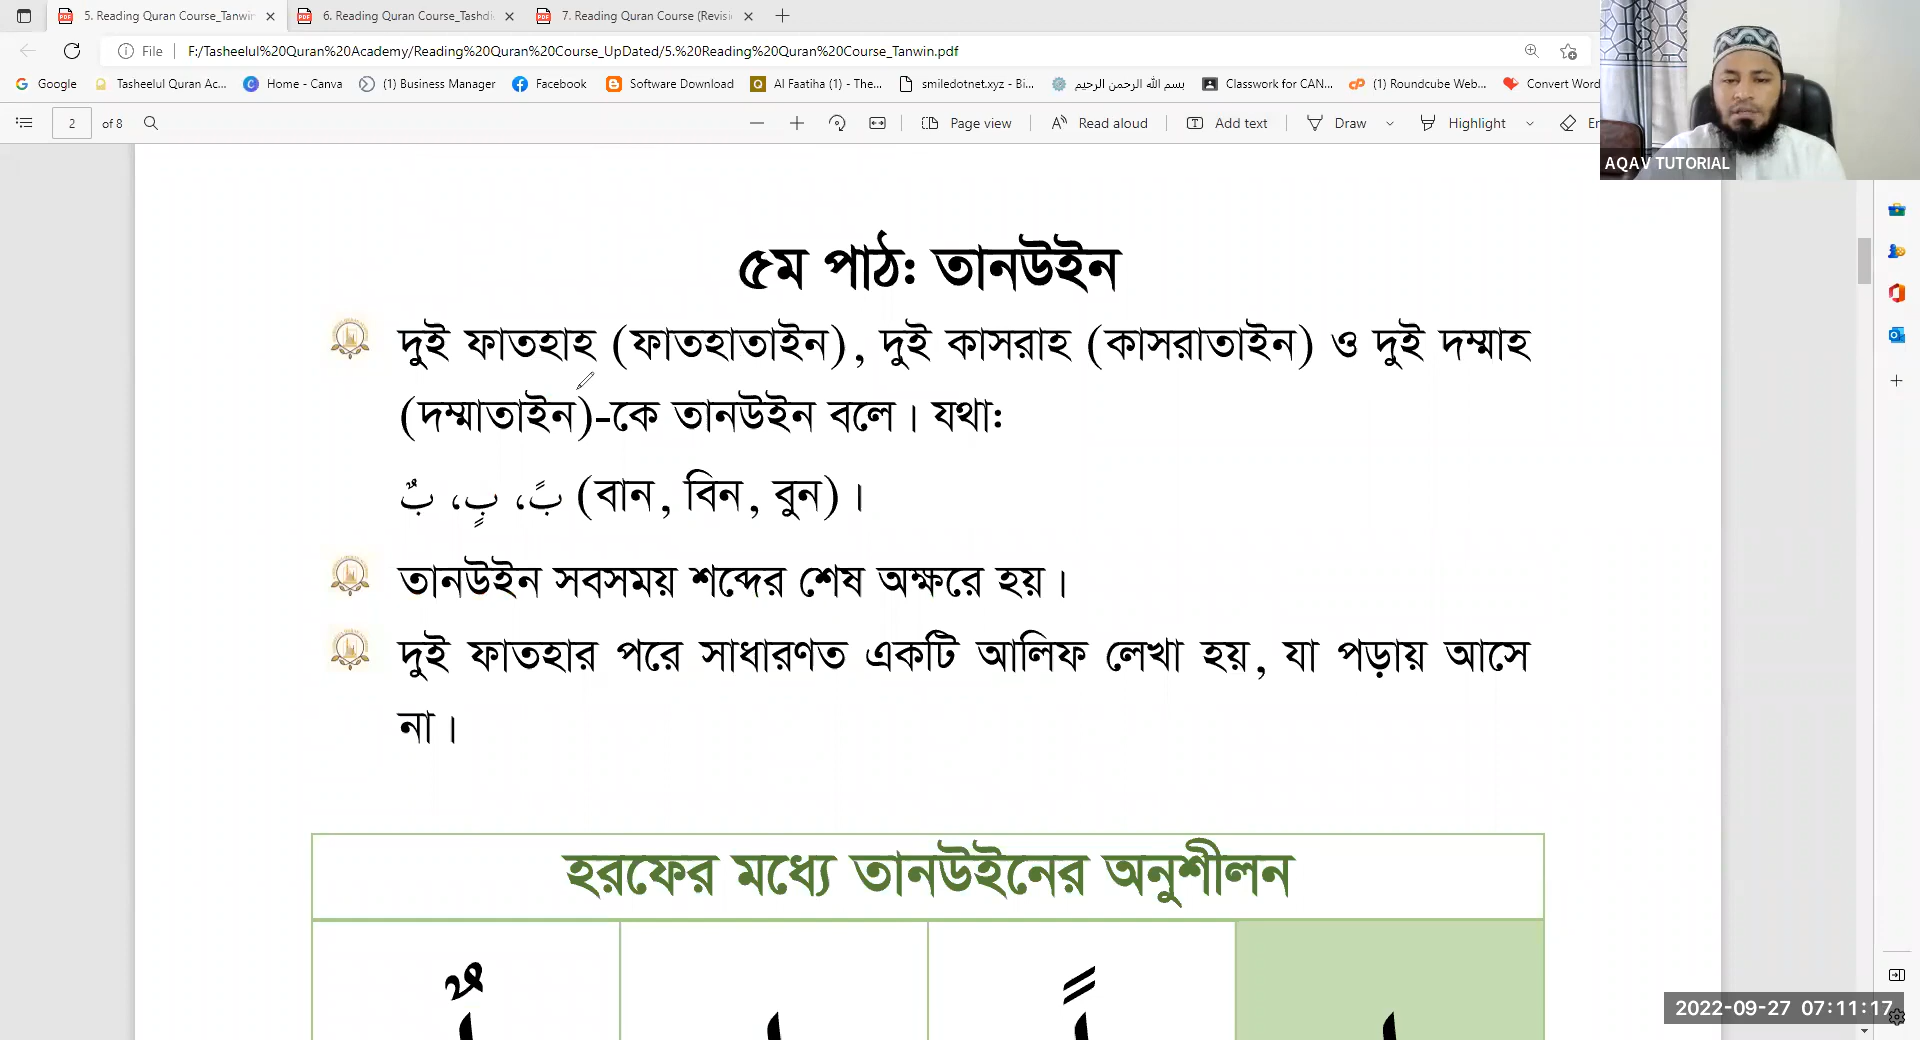 5. Reading Quran Course_Tanwin
6. Reading Quran Course_Tashdi
7. Reading Quran Course (Revisi
File
F:/Tasheelul%20Quran%20Academy/Reading%20Quran%20Course_UpDated/5.%20Reading%20Quran%20Course_Tanwin.pdf
Google
Tasheelul Quran Ac...
Home - Canva
(1) Business Manager
Facebook
Software Download
Al Faatiha (1) - The...
smiledotnet.xyz - Bi...
بسم الله الرحمن الرحيم
Classwork for CAN...
(1) Roundcube Web...
Convert Word
2 of 8
Page view
Read aloud
Add text
Draw
Highlight
Er
AQAV TUTORIAL
৫ম পাঠ: তানউইন
দুই ফাতহাহ (ফাতহাতাইন), দুই কাসরাহ (কাসরাতাইন) ও দুই দম্মাহ
(দম্মাতাইন)-কে তানউইন বলে। যথাঃ
بً، بٍ، بٌ (বান, বিন, বুন)।
তানউইন সবসময় শব্দের শেষ অক্ষরে হয়।
দুই ফাতহার পরে সাধারণত একটি আলিফ লেখা হয়, যা পড়ায় আসে
না।
হরফের মধ্যে তানউইনের অনুশীলন
2022-09-27 07:11:17